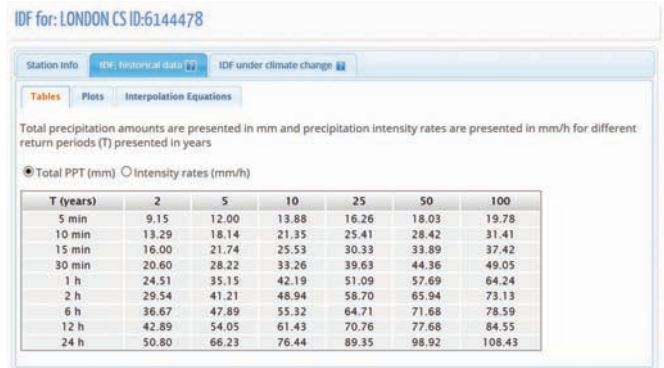 IDF for: LONDON CS ID:6144478
Station Info IDF: historical data ? IDF under climate change ?
Tables Plots Interpolation Equations
Total precipitation amounts are presented in mm and precipitation intensity rates are presented in mm/h for different
return periods (T) presented in years
Total PPT (mm) Intensity rates (mm/h)
T (years) 2 5 10 25 50 100
5 min 9.15 12.00 13.88 16.26 18.03 19.78
10 min 13.29 18.14 21.35 25.41 28.42 31.41
15 min 16.00 21.74 25.53 30.33 33.89 37.42
30 min 20.60 28.22 33.26 39.63 44.36 49.05
1 h 24.51 35.15 42.19 51.09 57.69 64.24
2 h 29.54 41.21 48.94 58.70 65.94 73.13
6 h 36.67 47.89 55.32 64.71 71.68 78.59
12 h 42.89 54.05 61.43 70.76 77.68 84.55
24 h 50.80 66.23 76.44 89.35 98.92 108.43